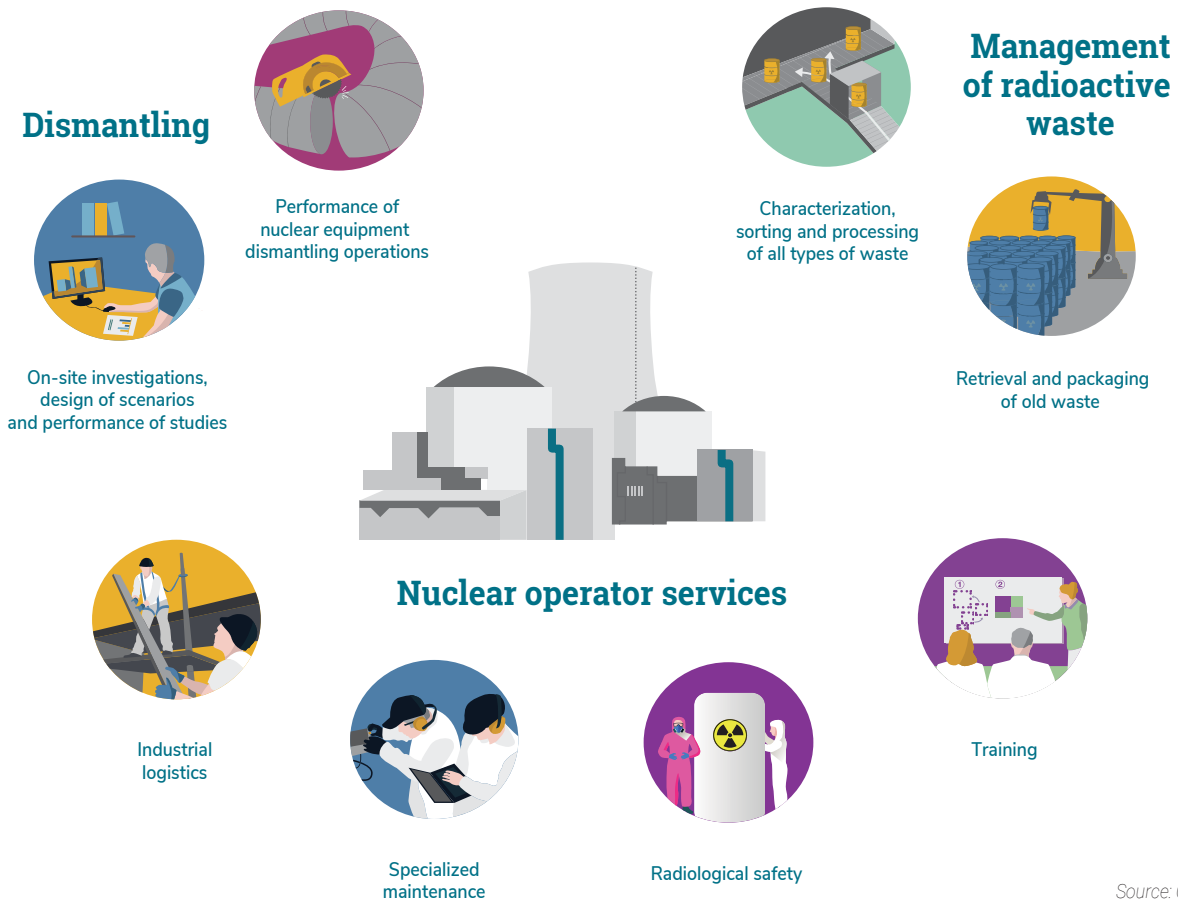 Dismantling
Performance of
nuclear equipment
dismantling operations
On-site investigations,
design of scenarios
and performance of studies
Management
of radioactive
waste
Characterization,
sorting and processing
of all types of waste
Retrieval and packaging
of old waste
Nuclear operator services
Industrial
logistics
Specialized
maintenance
Radiological safety
1
2
Training
Source: